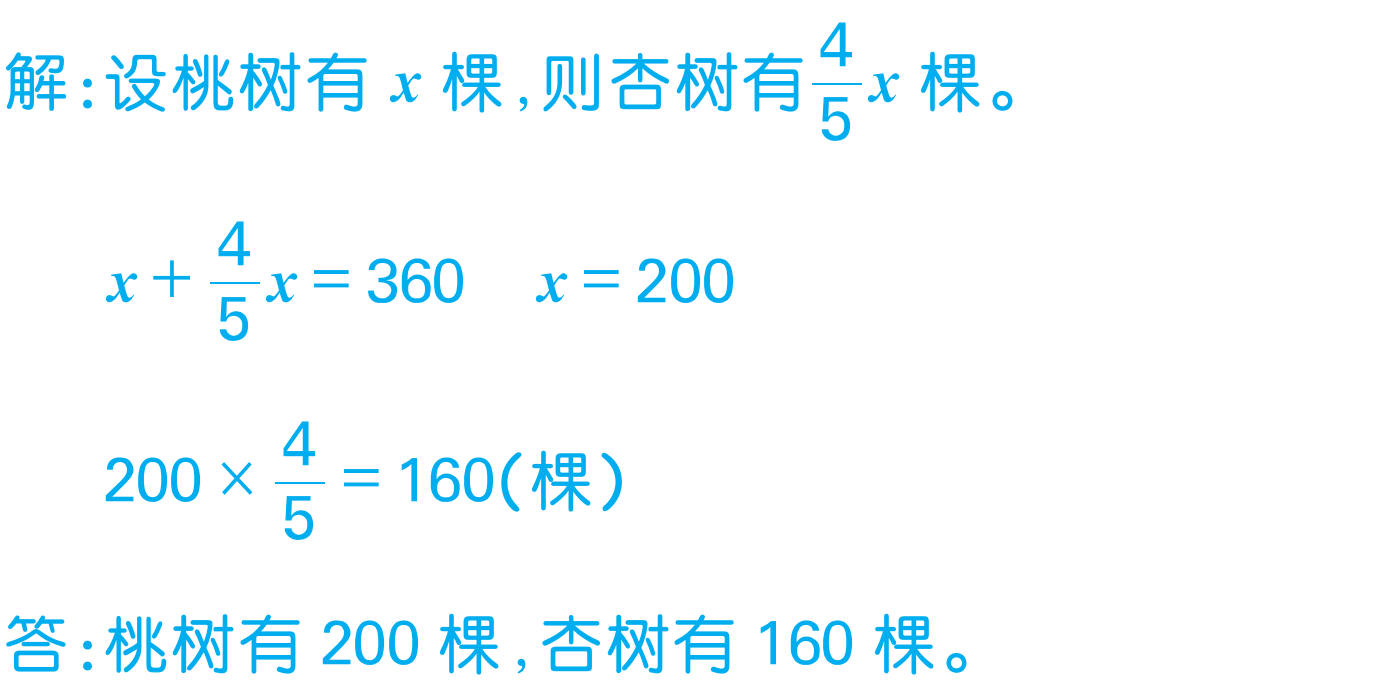 解:设桃树有 x 棵,则杏树有4/5x 棵。
x + 4/5x = 360 x = 200
200 × 4/5 = 160(棵)
答:桃树有 200 棵,杏树有 160 棵。